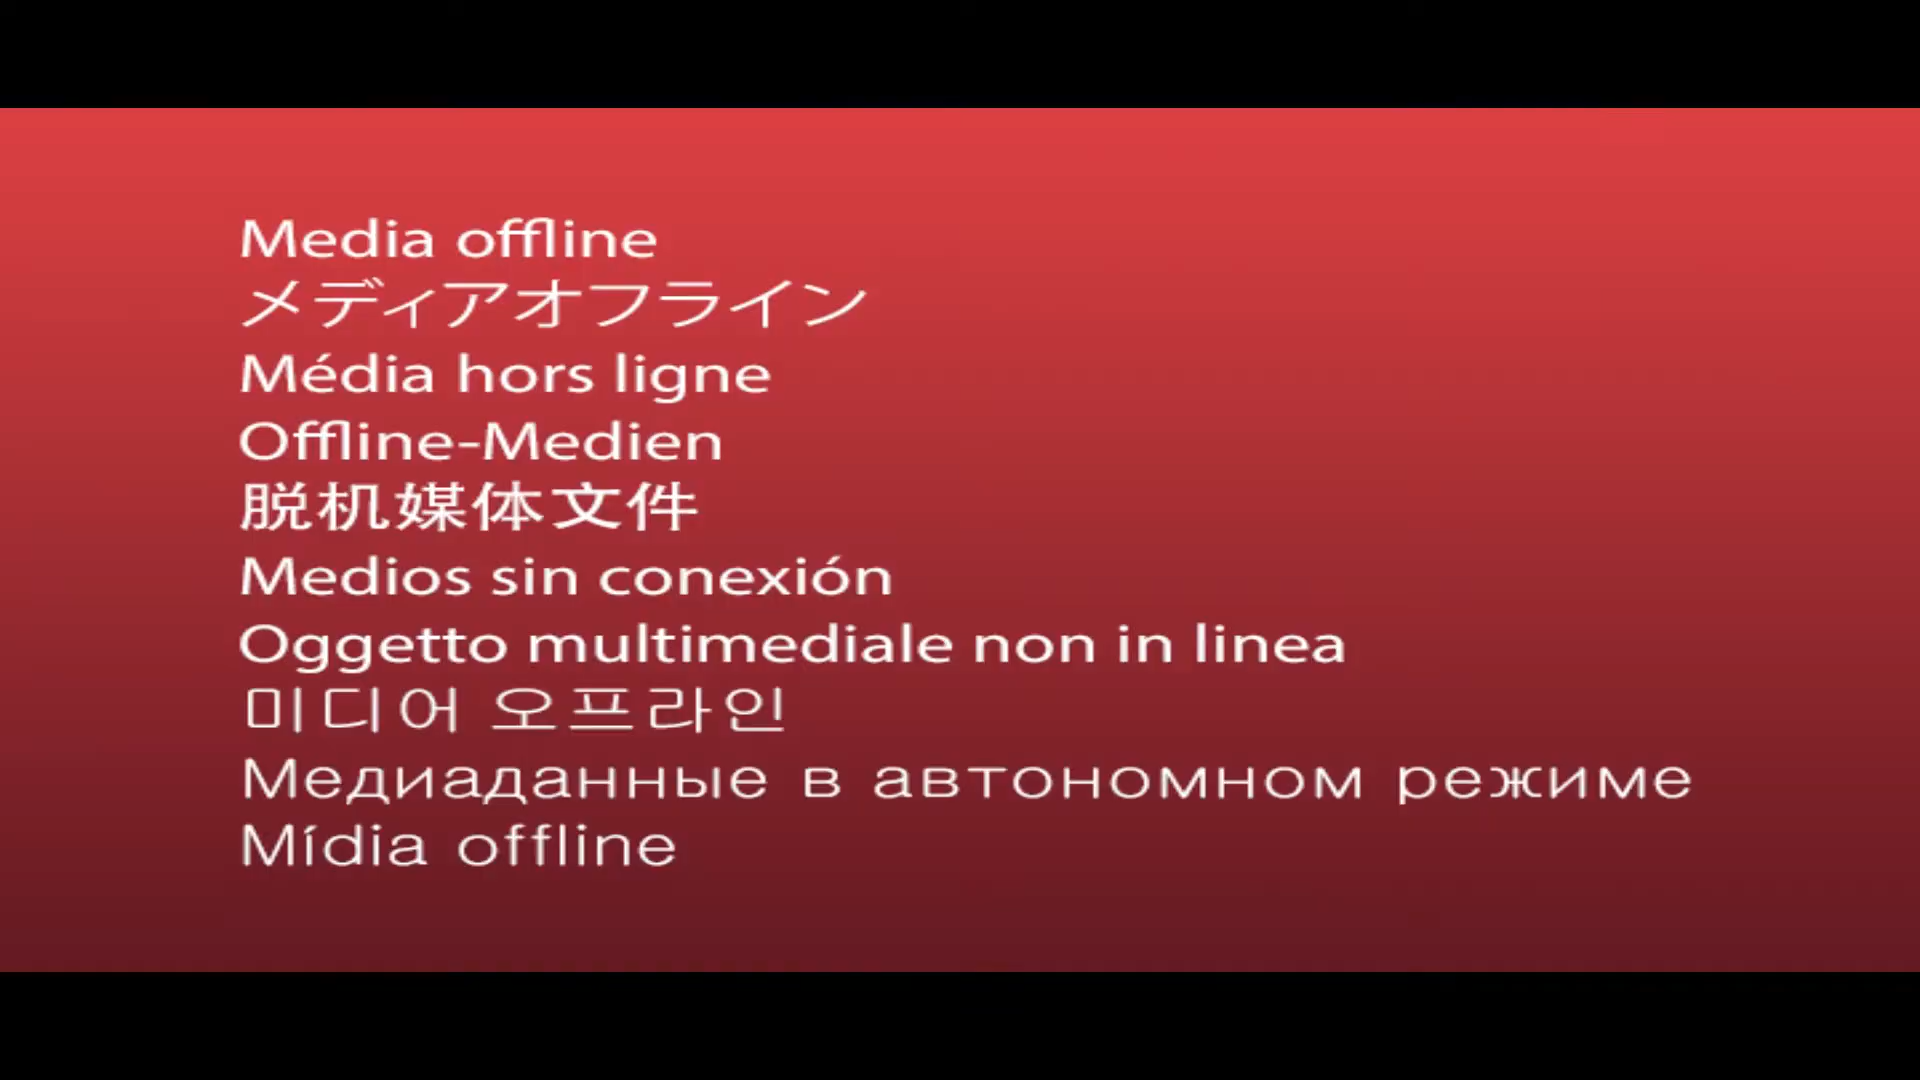 Media offline
メディアオフライン
Média hors ligne
Offline-Medien
脱机媒体文件
Medios sin conexión
Oggetto multimediale non in linea
미디어 오프라인
Медиаданные в автономном режиме
Mídia offline